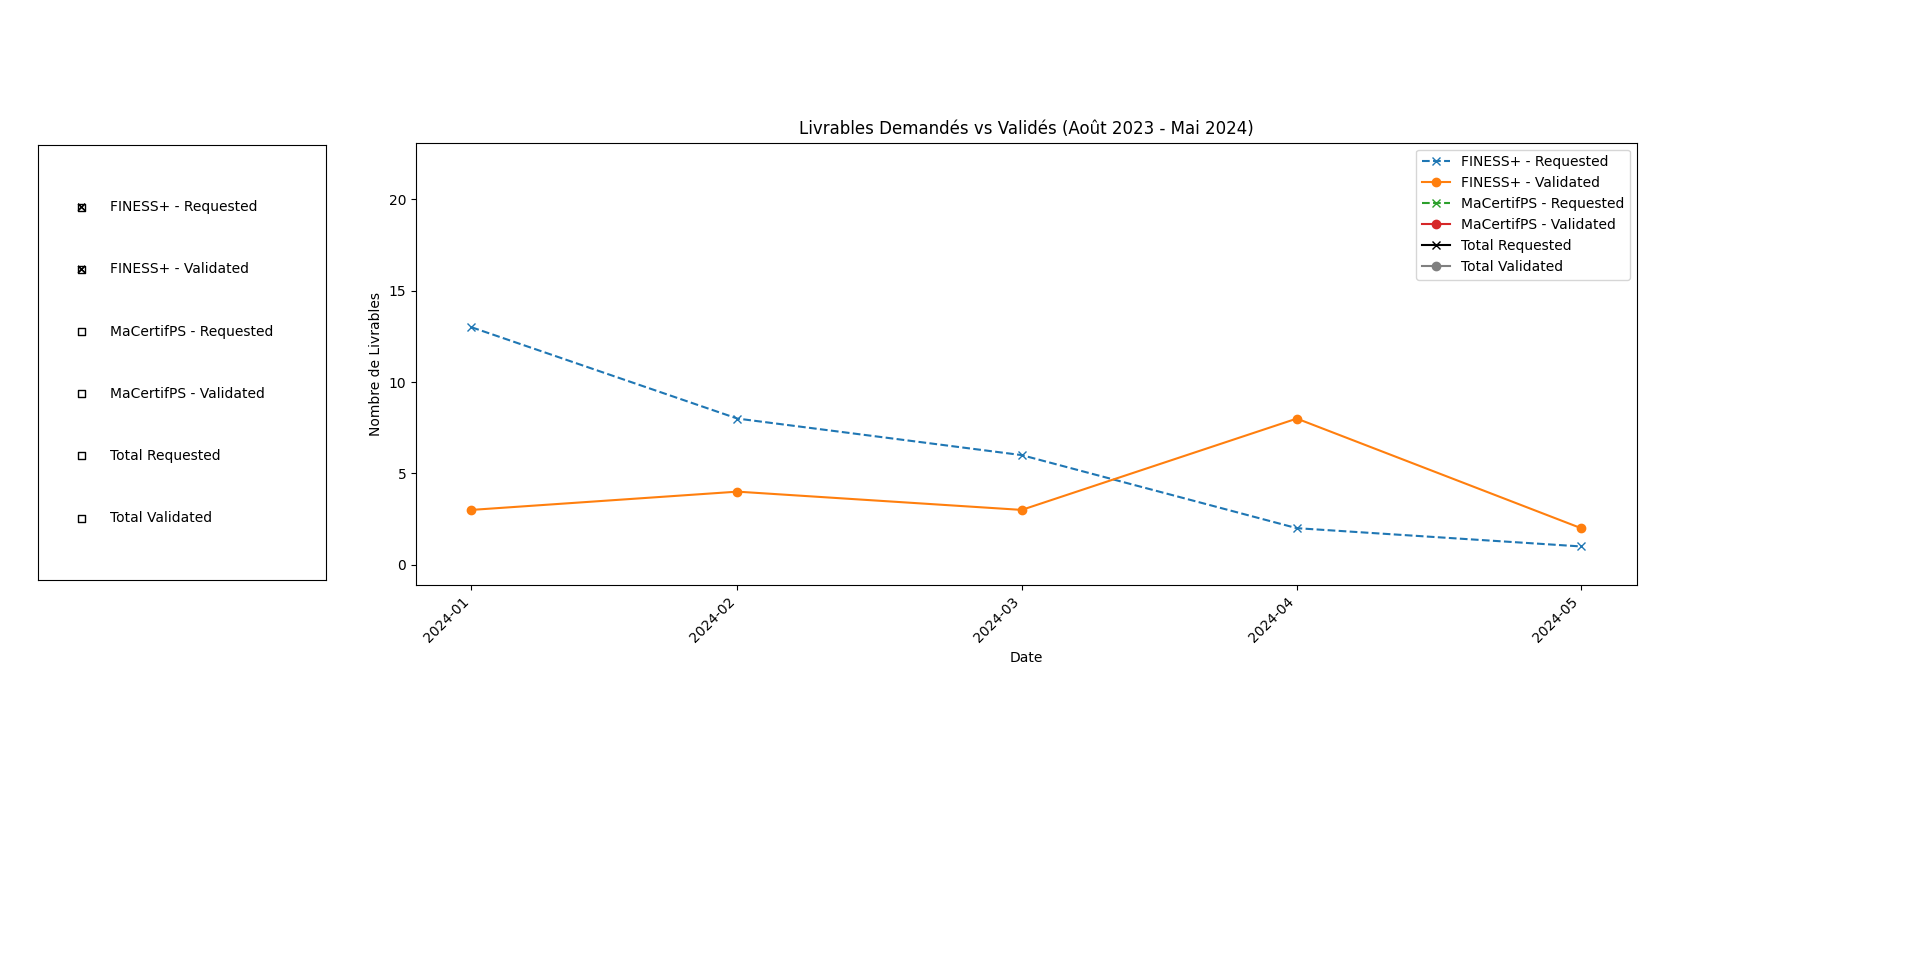 Livrables Demandés vs Validés (Août 2023 - Mai 2024)
FINESS+ - Requested
FINESS+ - Validated
MaCertifPS - Requested
MaCertifPS - Validated
Total Requested
Total Validated
Nombre de Livrables
20
15
10
5
0
FINESS+ - Requested
FINESS+ - Validated
MaCertifPS - Requested
MaCertifPS - Validated
Total Requested
Total Validated
2024-01
2024-02
2024-03
2024-04
2024-05
Date